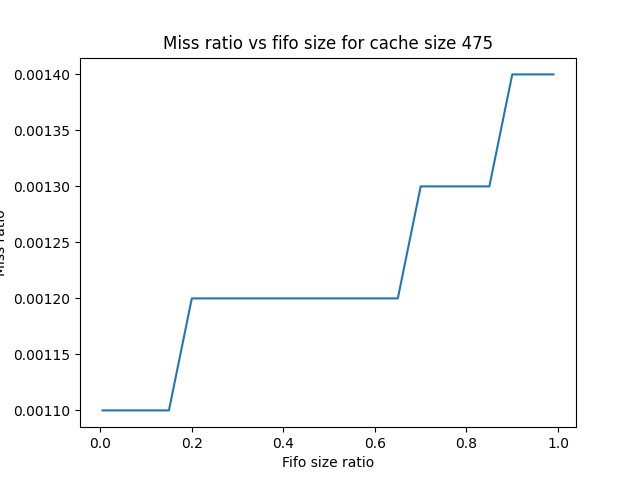 Miss ratio vs fifo size for cache size 475
0.00140
0.00135
0.00130
0.00125
0.00120
0.00115
0.00110
Miss ratio
0.0 0.2 0.4 0.6 0.8 1.0
Fifo size ratio